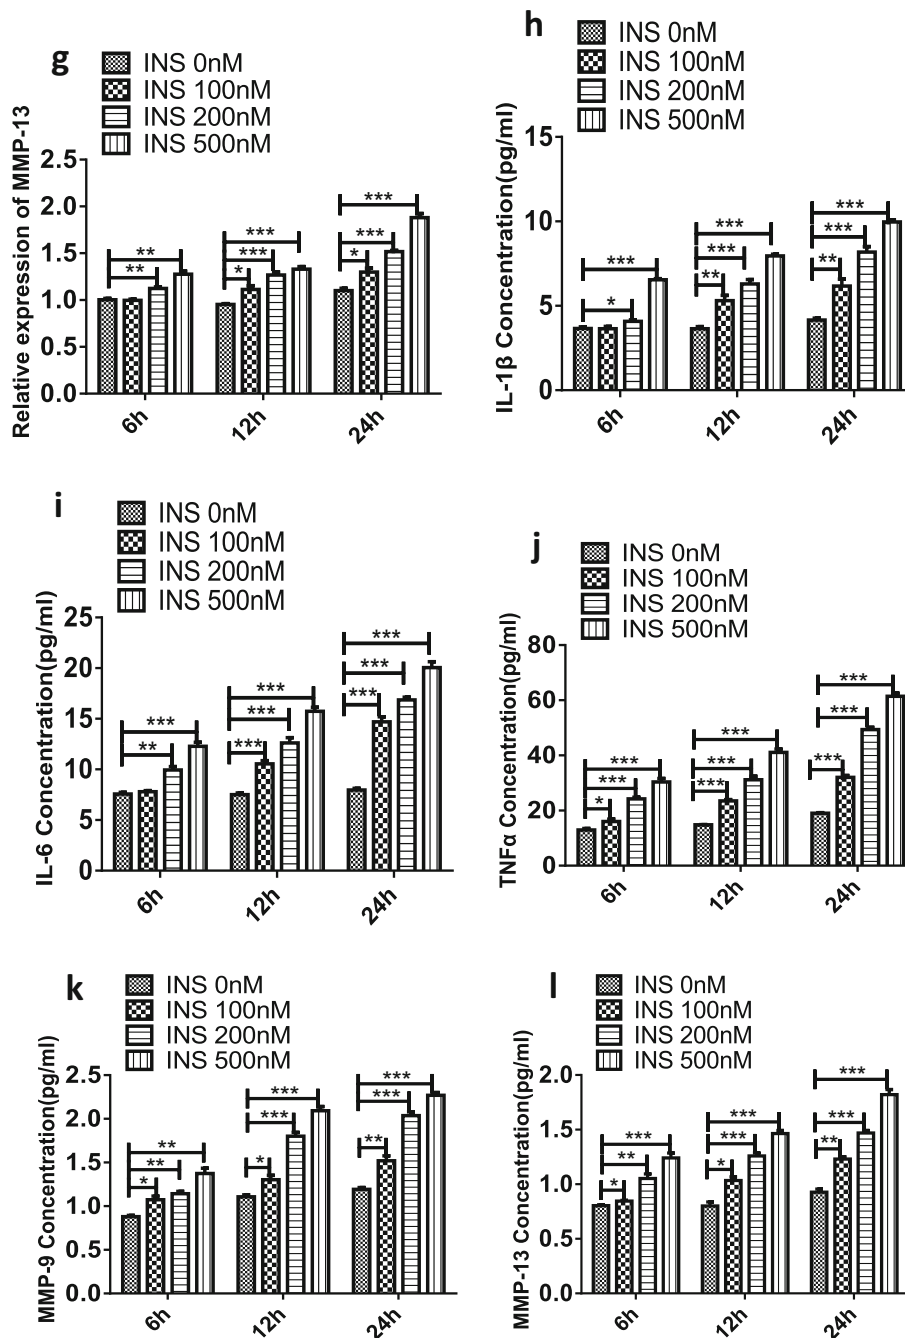 g
INS 0nM
INS 100nM
INS 200nM
INS 500nM
Relative expression of MMP-13
2.5
2.0
1.5
1.0
0.5
0.0
**
**
*
***
***
*
***
***
6h
12h
24h
h
INS 0nM
INS 100nM
INS 200nM
INS 500nM
IL-1β Concentration(pg/ml)
15
10
5
0
*
***
**
***
***
**
***
***
6h
12h
24h
i
INS 0nM
INS 100nM
INS 200nM
INS 500nM
IL-6 Concentration(pg/ml)
25
20
15
10
5
0
**
***
***
***
***
***
***
***
6h
12h
24h
j
INS 0nM
INS 100nM
INS 200nM
INS 500nM
TNFα Concentration(pg/ml)
80
60
40
20
0
*
***
***
***
***
***
***
***
***
6h
12h
24h
k
INS 0nM
INS 100nM
INS 200nM
INS 500nM
MMP-9 Concentration(pg/ml)
2.5
2.0
1.5
1.0
0.5
0.0
*
**
**
*
***
***
**
***
***
6h
12h
24h
l
INS 0nM
INS 100nM
INS 200nM
INS 500nM
MMP-13 Concentration(pg/ml)
2.0
1.5
1.0
0.5
0.0
*
**
***
*
***
***
**
***
***
6h
12h
24h